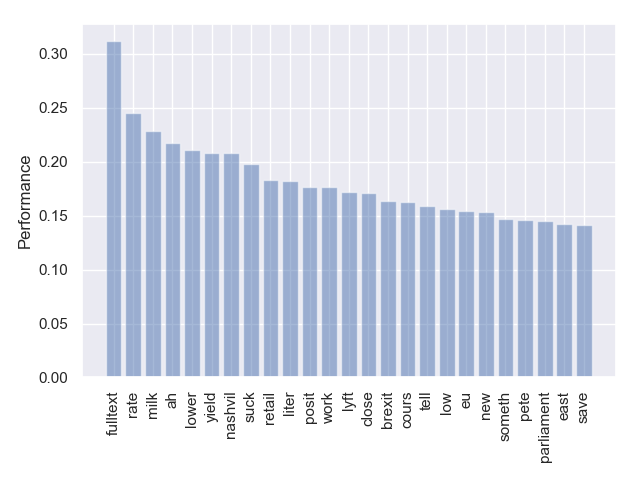 0.30
0.25
0.20
0.15
0.10
0.05
0.00
Performance
fulltext
rate
milk
ah
lower
yield
nashvil
suck
retail
liter
posit
work
lyft
close
brexit
cours
tell
low
eu
new
someth
pete
parliament
east
save